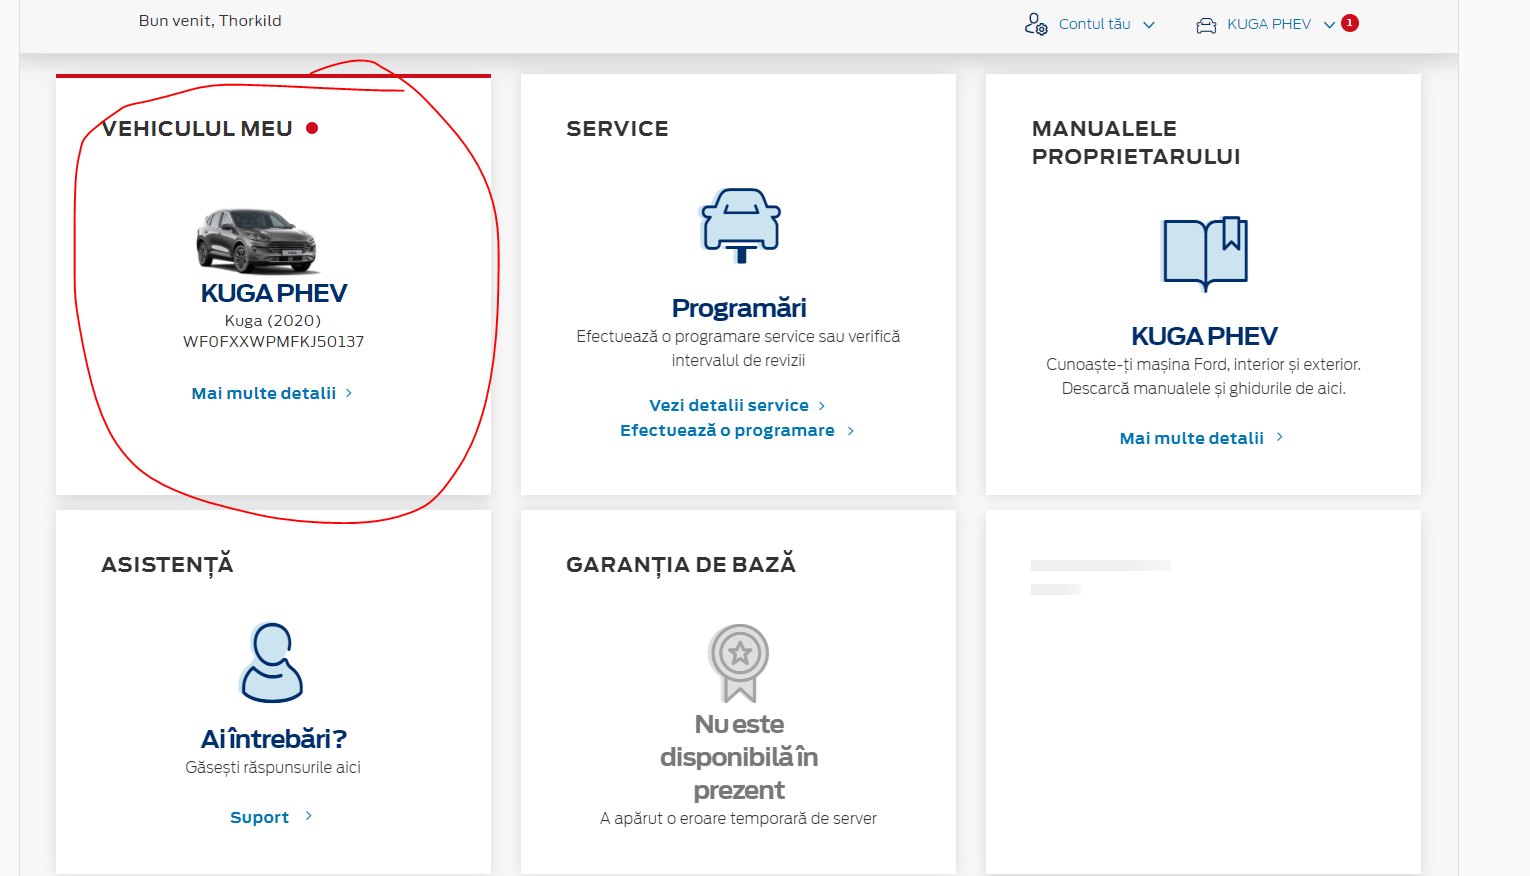 Bun venit, Thorkild
Contul tău
KUGA PHEV
1
VEHICULUL MEU
KUGA PHEV
Kuga (2020)
WF0FXXWPMFKJ50137
Mai multe detalii
SERVICE
Programări
Efectuează o programare service sau verifică
intervalul de revizii
Vezi detalii service
Efectuează o programare
MANUALELE
PROPRIETARULUI
KUGA PHEV
Cunoaște-ți mașina Ford, interior și exterior.
Descarcă manualele și ghidurile de aici.
Mai multe detalii
ASISTENȚĂ
Ai întrebări?
Găsești răspunsurile aici
Suport
GARANȚIA DE BAZĂ
Nu este
disponibilă în
prezent
A apărut o eroare temporară de server